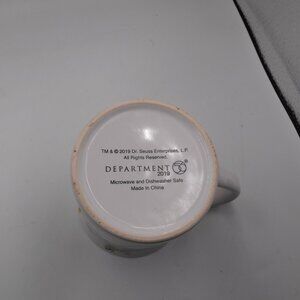 TM & © 2019 Dr. Seuss Enterprises, L.P.
All Rights Reserved.
DEPARTMENT 56®
2019
Microwave and Dishwasher Safe
Made in China